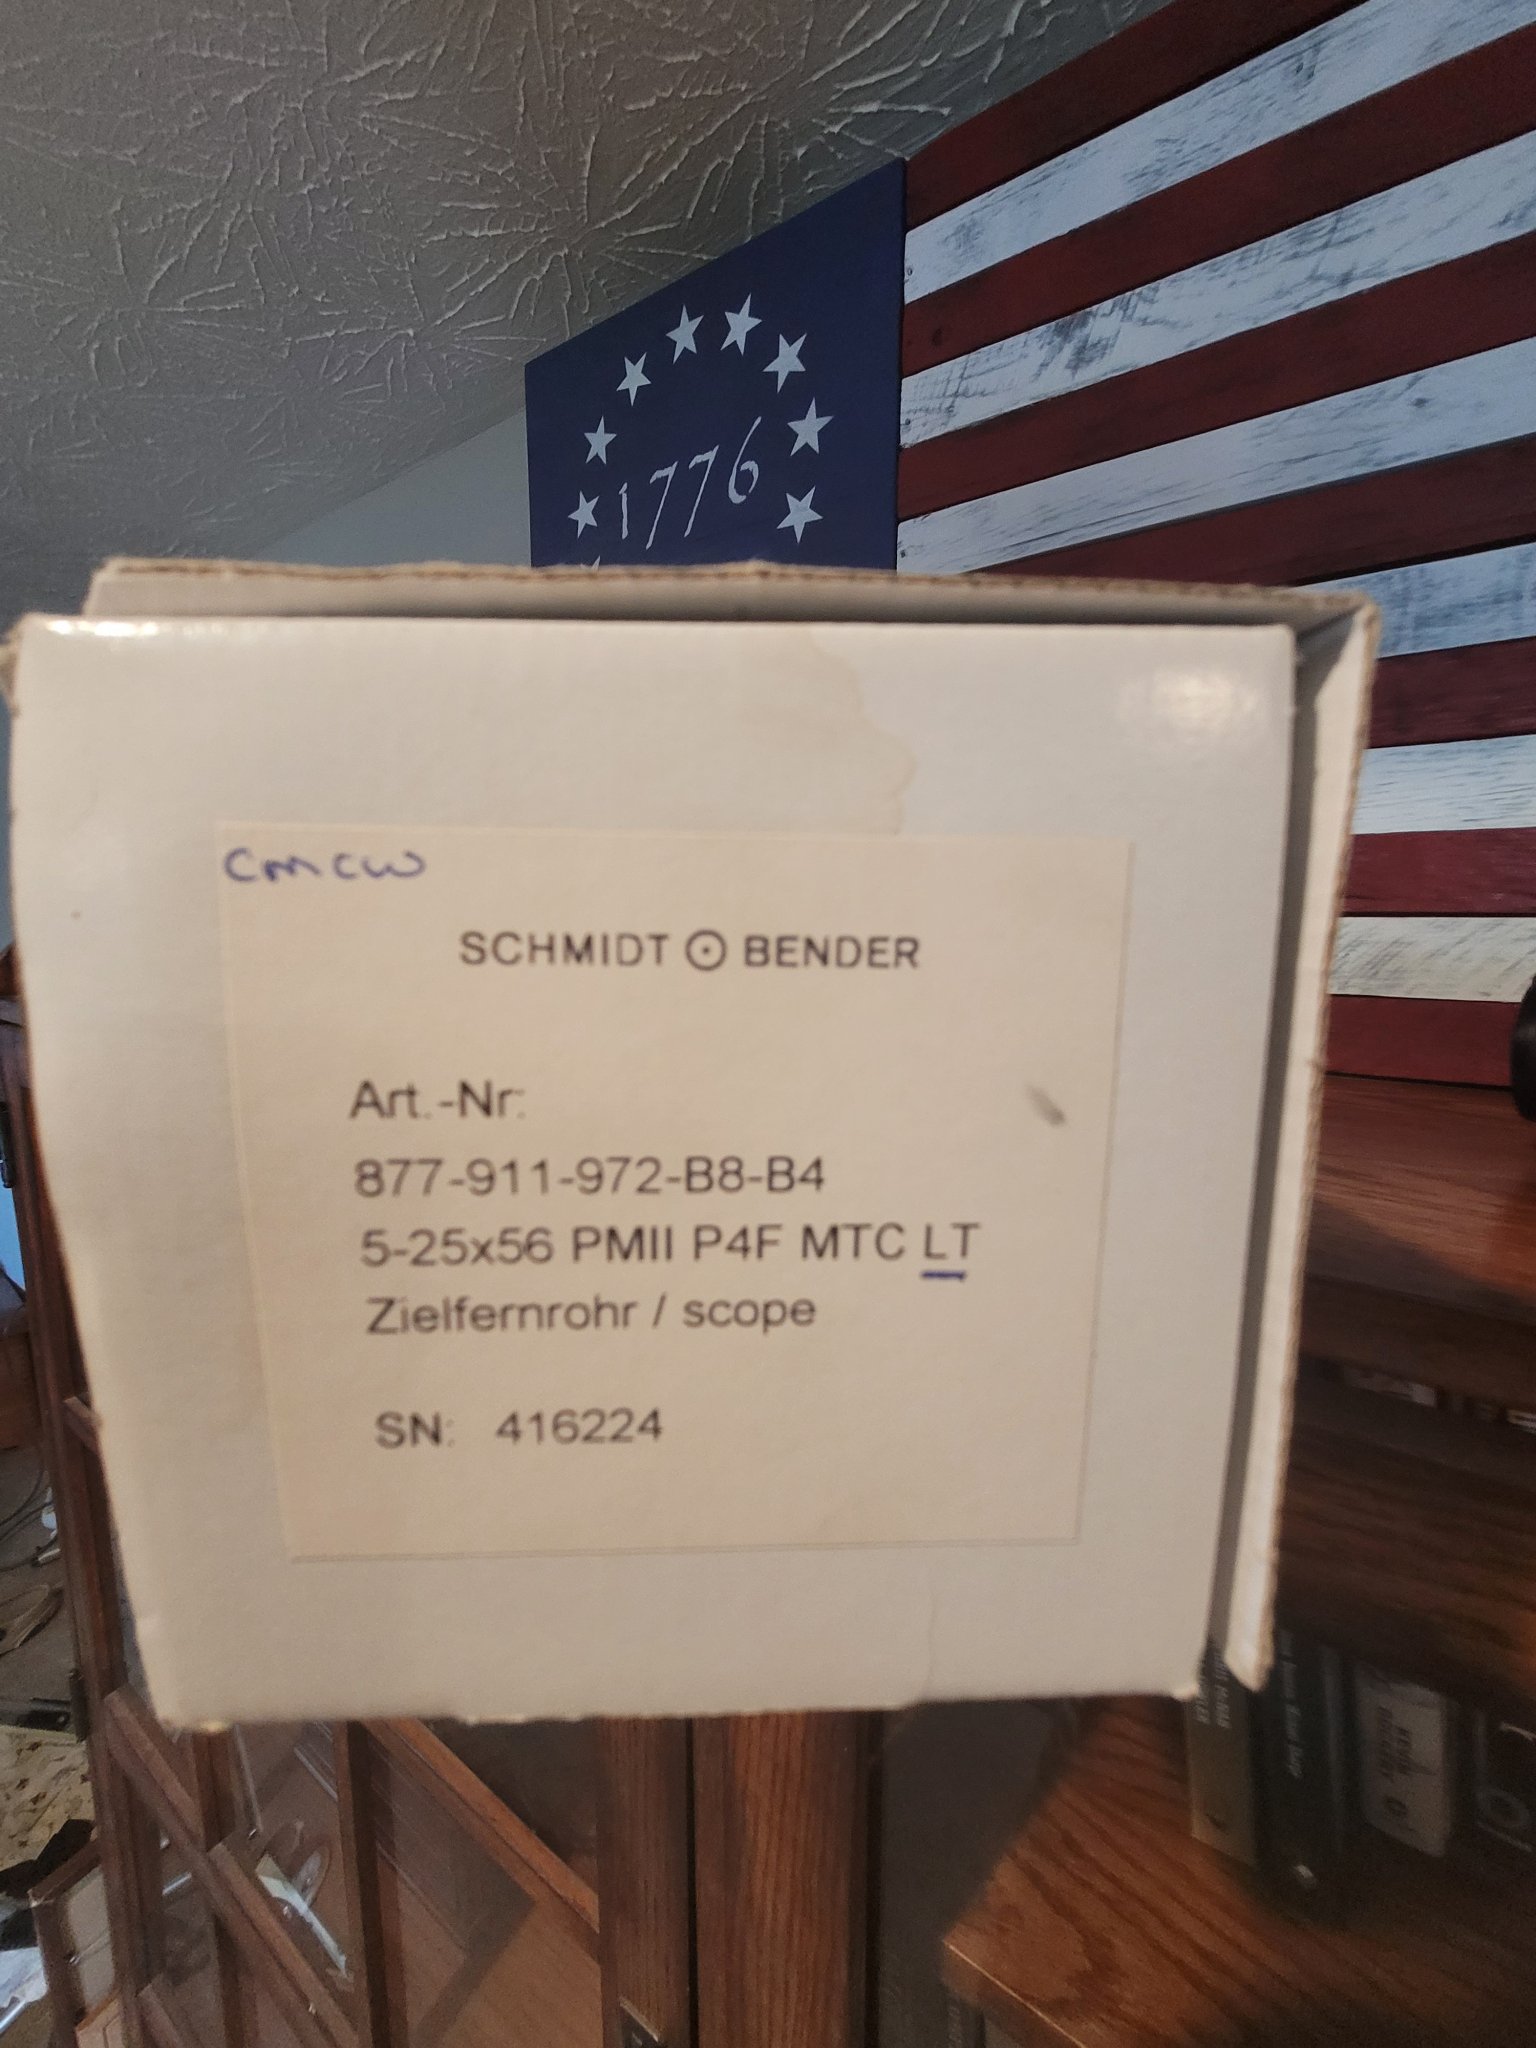 1776
cmcw
SCHMIDT BENDER
Art.-Nr:
877-911-972-B8-B4
5-25x56 PMII P4F MTC LT
Zielfernrohr / scope
SN: 416224